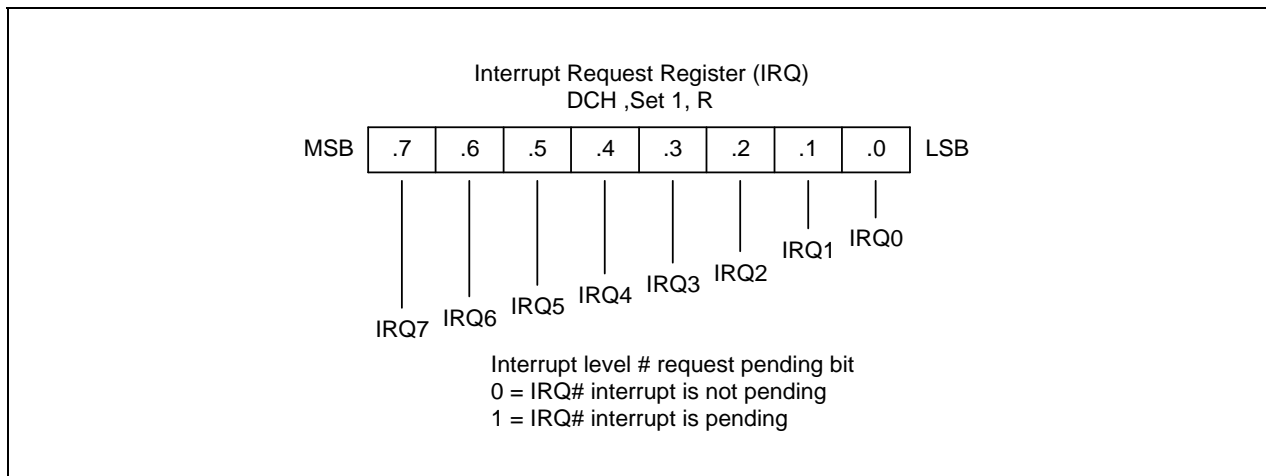 Interrupt Request Register (IRQ)
DCH ,Set 1, R
MSB .7 .6 .5 .4 .3 .2 .1 .0 LSB
IRQ7 IRQ6 IRQ5 IRQ4 IRQ3 IRQ2 IRQ1 IRQ0
Interrupt level # request pending bit
0 = IRQ# interrupt is not pending
1 = IRQ# interrupt is pending